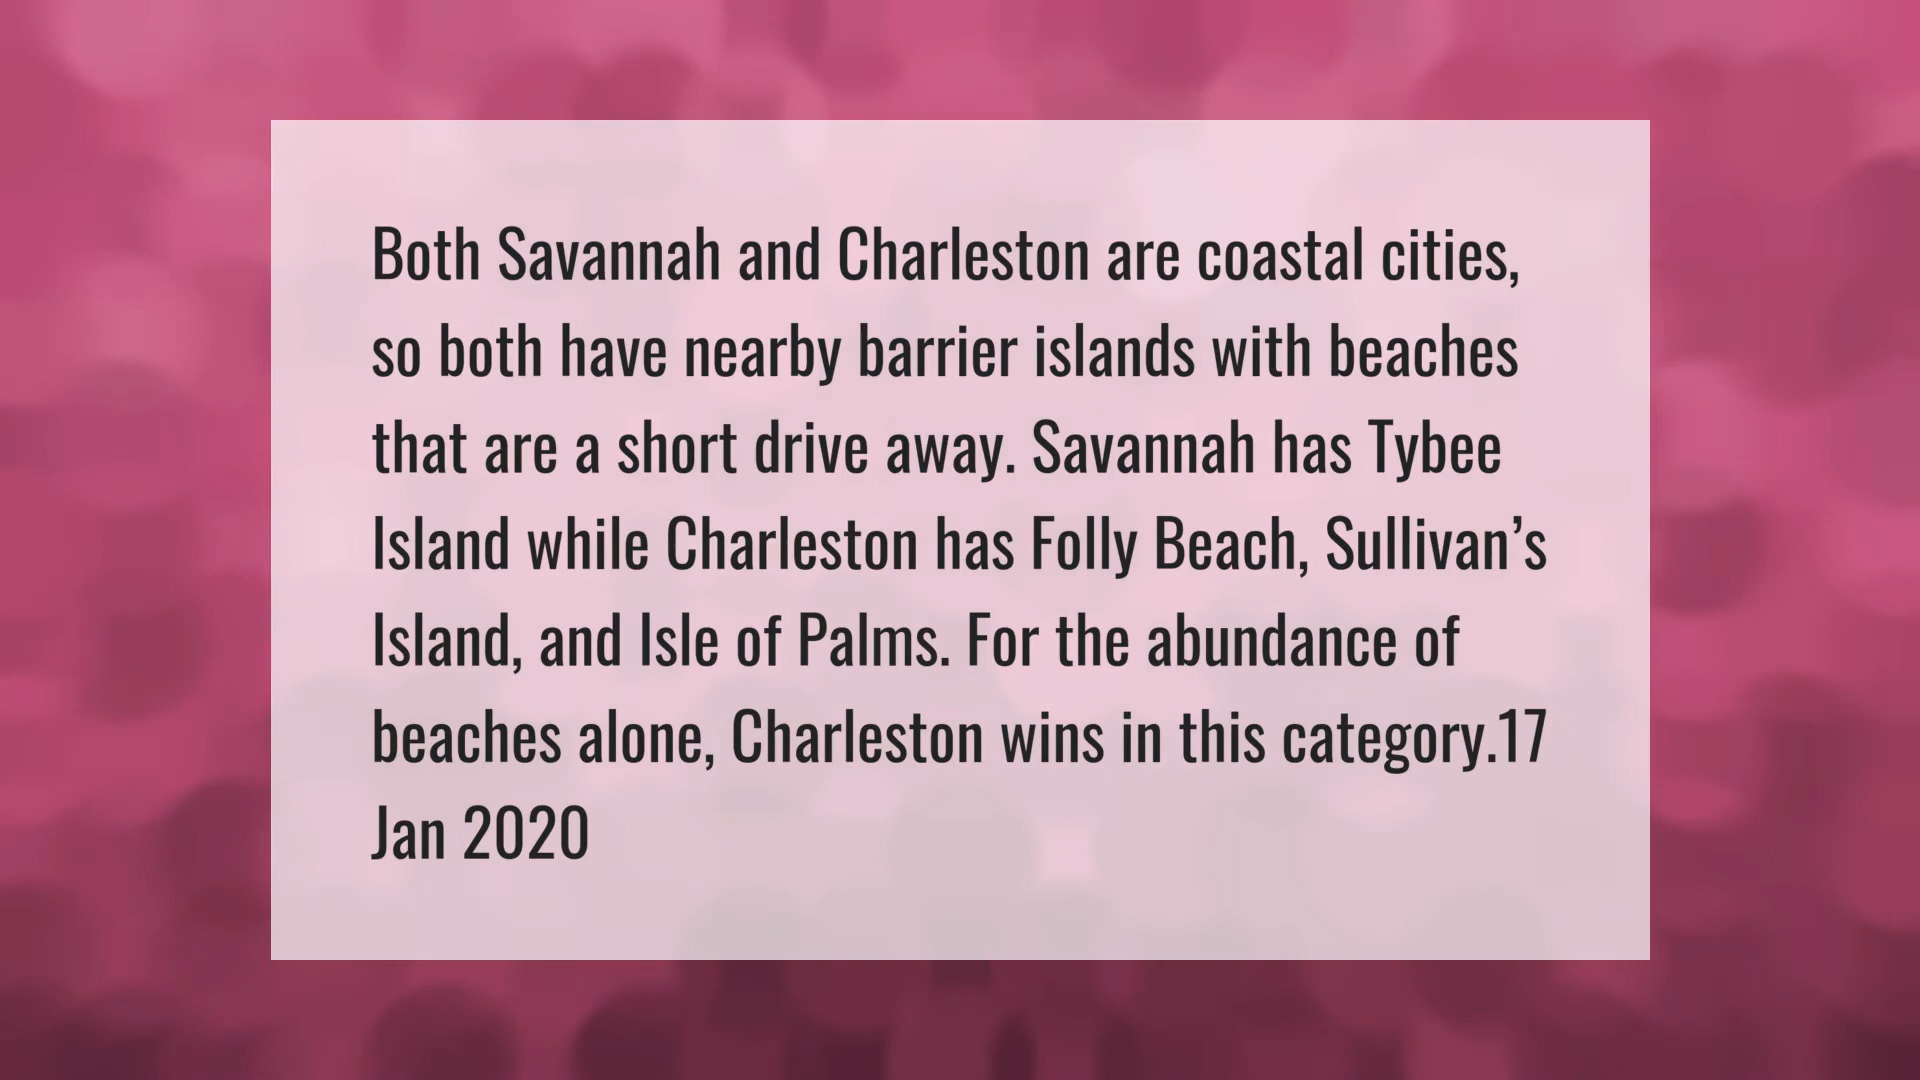 Both Savannah and Charleston are coastal cities,
so both have nearby barrier islands with beaches
that are a short drive away. Savannah has Tybee
Island while Charleston has Folly Beach, Sullivan’s
Island, and Isle of Palms. For the abundance of
beaches alone, Charleston wins in this category.17
Jan 2020